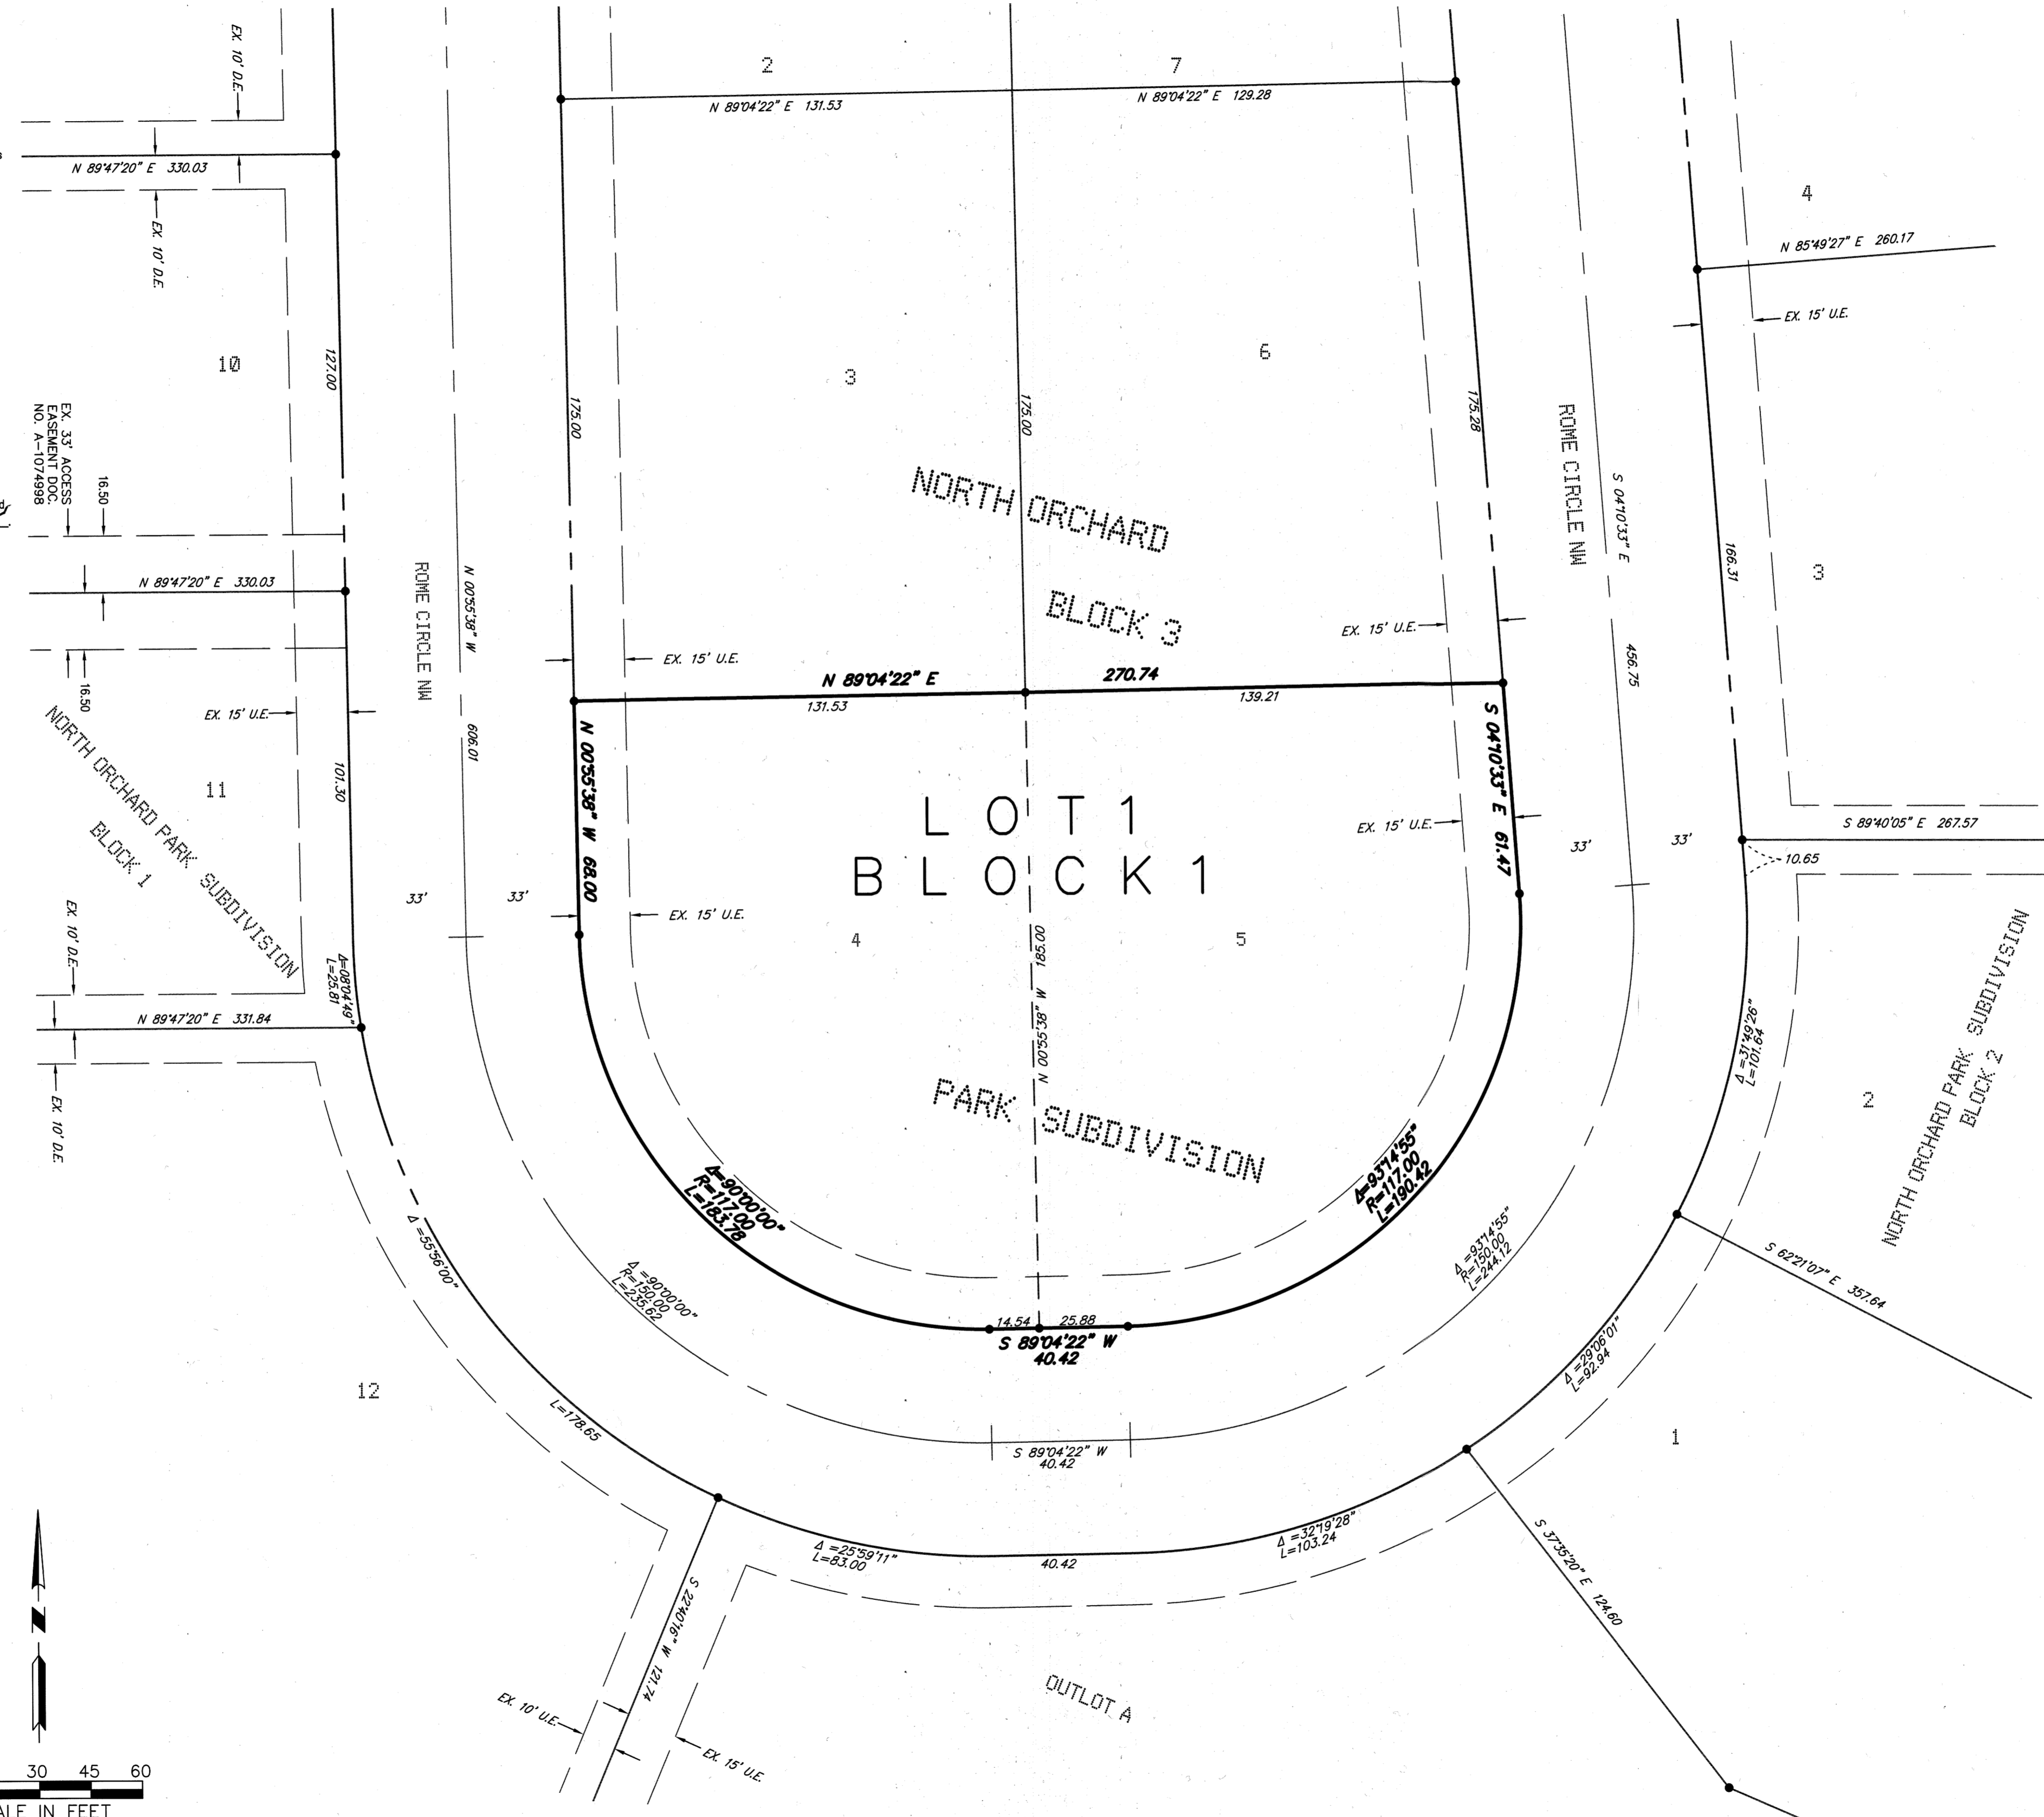 EX. 10' D.E.
2
7
N 89°04'22" E 131.53
N 89°04'22" E 129.28
N 89°47'20" E 330.03
EX. 10' D.E.
4
N 85°49'27" E 260.17
EX. 15' U.E.
10
127.00
175.00
3
175.00
6
175.28
ROME CIRCLE NW
S 04°10'33" E
456.75
166.31
3
EX. 33' ACCESS
EASEMENT DOC.
NO. A-1074998
16.50
NORTH ORCHARD
BLOCK 3
N 89°47'20" E 330.03
ROME CIRCLE NW
N 00°55'38" W
606.01
16.50
EX. 15' U.E.
EX. 15' U.E.
EX. 15' U.E.
N 89°04'22" E
270.74
131.53
139.21
NORTH ORCHARD PARK SUBDIVISION
BLOCK 1
11
101.30
N 00°55'38" W 68.00
LOT 1
BLOCK 1
S 04°10'33" E 61.47
EX. 15' U.E.
33'
33'
S 89°40'05" E 267.57
10.65
33'
33'
EX. 15' U.E.
4
5
N 00°55'38" W 185.00
EX. 10' D.E.
Δ=08°04'49"
L=25.81
N 89°47'20" E 331.84
EX. 10' D.E.
Δ=31°49'26"
L=101.64
2
NORTH ORCHARD PARK SUBDIVISION
BLOCK 2
PARK SUBDIVISION
Δ=90°00'00"
R=117.00
L=183.78
Δ=93°14'55"
R=117.00
L=190.42
Δ=55°56'00"
L=178.65
Δ=90°00'00"
R=150.00
L=235.62
Δ=93°14'55"
R=150.00
L=244.12
S 62°21'07" E 357.64
14.54
25.88
S 89°04'22" W
40.42
Δ=29°06'01"
L=92.94
12
1
S 89°04'22" W
40.42
Δ=25°59'11"
L=83.00
40.42
Δ=32°19'28"
L=103.24
S 37°35'20" E 124.60
S 22°40'16" W 121.74
EX. 10' U.E.
EX. 15' U.E.
OUTLOT A
N
30 45 60
ALE IN FEET